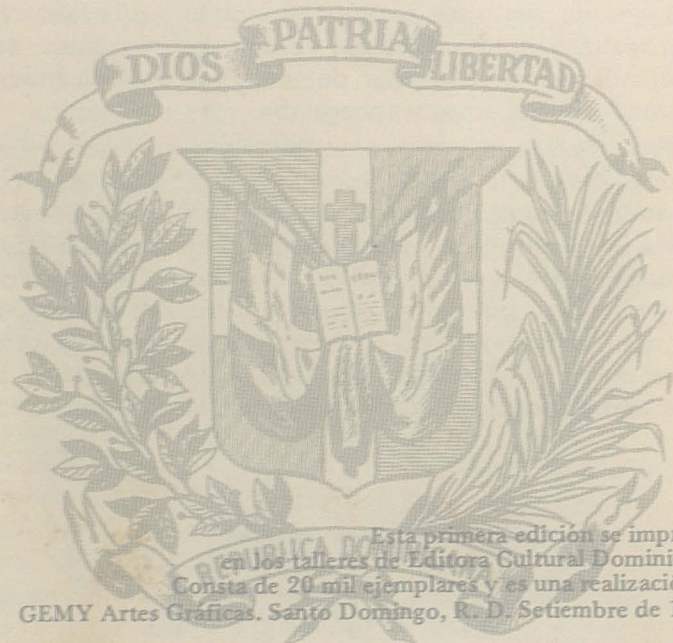 DIOS PATRIA LIBERTAD
REPUBLICA
Esta primera edición se imp
en los talleres de Editora Cultural Domini
Consta de 20 mil ejemplares y es una realizació
GEMY Artes Gráficas. Santo Domingo, R. D. Setiembre de